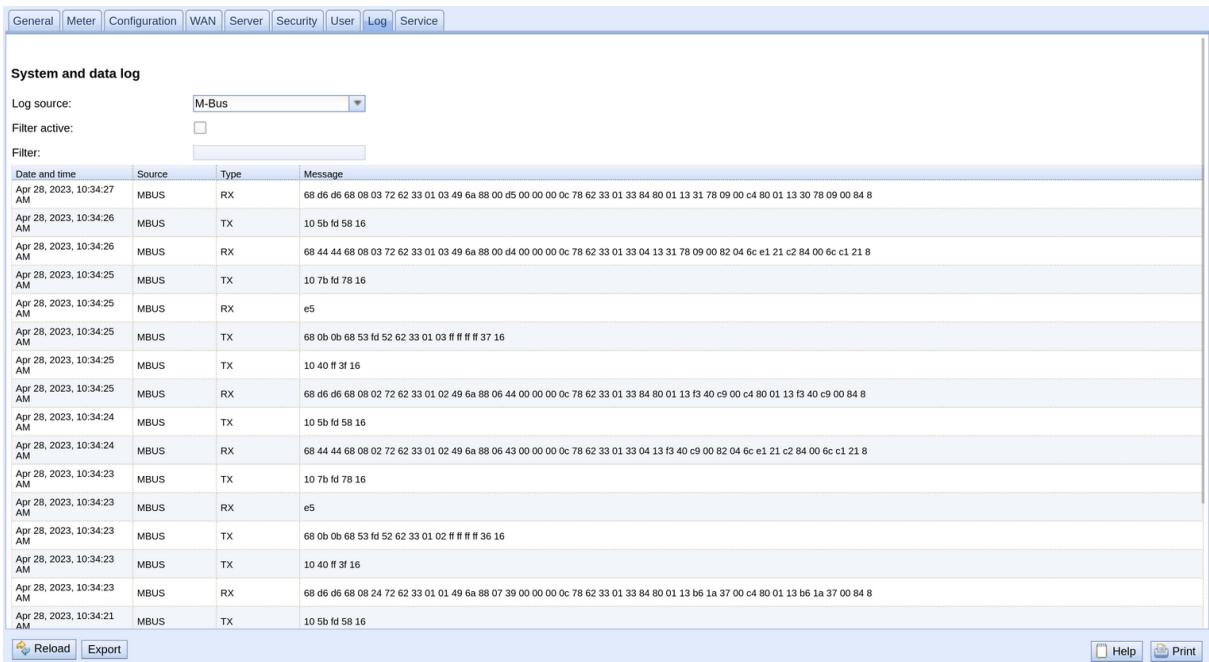 General Meter Configuration WAN Server Security User Log Service
System and data log
Log source: M-Bus
Filter active:
Filter:
Date and time Source Type Message
Apr 28, 2023, 10:34:27 AM MBUS RX 68 d6 d6 68 08 03 72 62 33 01 03 49 6a 88 00 d5 00 00 00 0c 78 62 33 01 33 84 80 01 13 31 78 09 00 c4 80 01 13 30 78 09 00 84 8
Apr 28, 2023, 10:34:26 AM MBUS TX 10 5b fd 58 16
Apr 28, 2023, 10:34:26 AM MBUS RX 68 44 44 68 08 03 72 62 33 01 03 49 6a 88 00 d4 00 00 00 0c 78 62 33 01 33 04 13 31 78 09 00 82 04 6c e1 21 c2 84 00 6c c1 21 8
Apr 28, 2023, 10:34:25 AM MBUS TX 10 7b fd 78 16
Apr 28, 2023, 10:34:25 AM MBUS RX e5
Apr 28, 2023, 10:34:25 AM MBUS TX 68 0b 0b 68 53 fd 52 62 33 01 03 ff ff ff ff 37 16
Apr 28, 2023, 10:34:25 AM MBUS TX 10 40 ff 3f 16
Apr 28, 2023, 10:34:25 AM MBUS RX 68 d6 d6 68 08 02 72 62 33 01 02 49 6a 88 06 44 00 00 00 0c 78 62 33 01 33 84 80 01 13 f3 40 c9 00 c4 80 01 13 f3 40 c9 00 84 8
Apr 28, 2023, 10:34:24 AM MBUS TX 10 5b fd 58 16
Apr 28, 2023, 10:34:24 AM MBUS RX 68 44 44 68 08 02 72 62 33 01 02 49 6a 88 06 43 00 00 00 0c 78 62 33 01 33 04 13 f3 40 c9 00 82 04 6c e1 21 c2 84 00 6c c1 21 8
Apr 28, 2023, 10:34:23 AM MBUS TX 10 7b fd 78 16
Apr 28, 2023, 10:34:23 AM MBUS RX e5
Apr 28, 2023, 10:34:23 AM MBUS TX 68 0b 0b 68 53 fd 52 62 33 01 02 ff ff ff ff 36 16
Apr 28, 2023, 10:34:23 AM MBUS TX 10 40 ff 3f 16
Apr 28, 2023, 10:34:23 AM MBUS RX 68 d6 d6 68 08 24 72 62 33 01 01 49 6a 88 07 39 00 00 00 0c 78 62 33 01 33 84 80 01 13 b6 1a 37 00 c4 80 01 13 b6 1a 37 00 84 8
Apr 28, 2023, 10:34:21 AM MBUS TX 10 5b fd 58 16
Reload Export Help Print